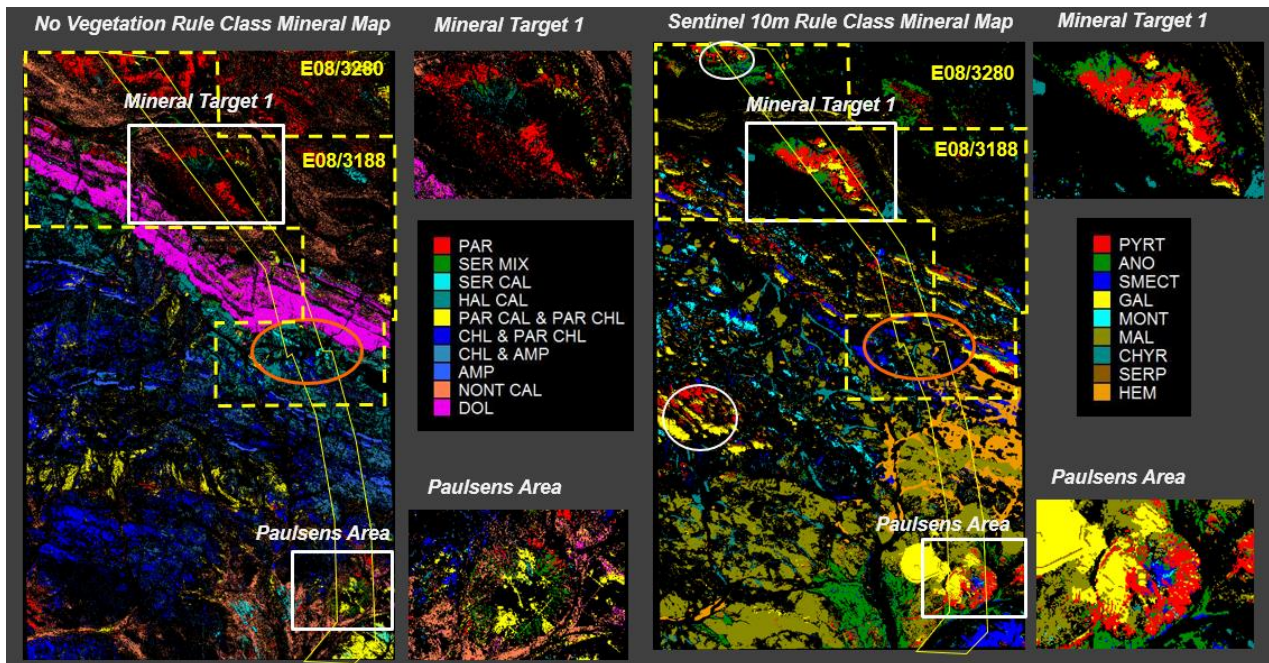 No Vegetation Rule Class Mineral Map
Mineral Target 1
E08/3280
Mineral Target 1
E08/3188
PAR
SER MIX
SER CAL
HAL CAL
PAR CAL & PAR CHL
CHL & PAR CHL
CHL & AMP
AMP
NONT CAL
DOL
Paulsens Area
Paulsens Area
Sentinel 10m Rule Class Mineral Map
Mineral Target 1
E08/3280
Mineral Target 1
E08/3188
PYRT
ANO
SMECT
GAL
MONT
MAL
CHYR
SERP
HEM
Paulsens Area
Paulsens Area